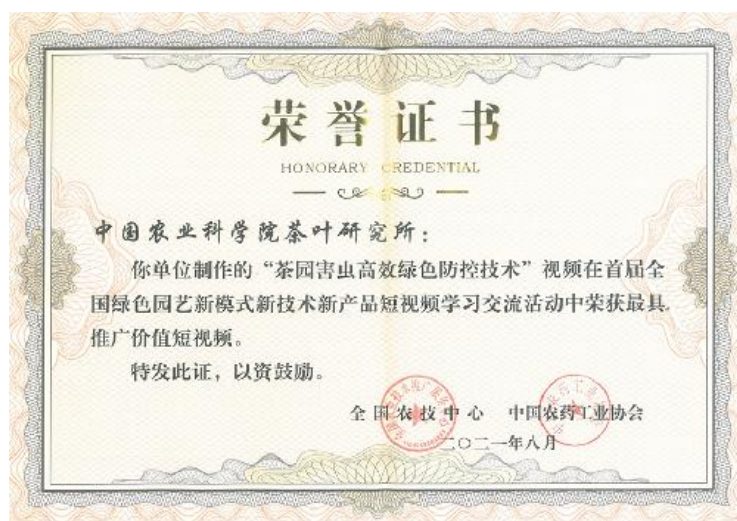 荣誉证书
HONORARY CREDENTIAL
中国农业科学院茶叶研究所：
你单位制作的“茶园害虫高效绿色防控技术”视频在首届全
国绿色园艺新模式新技术新产品短视频学习交流活动中荣获最具
推广价值短视频。
特发此证，以资鼓励。
全国农技中心 中国农药工业协会
二〇二一年八月